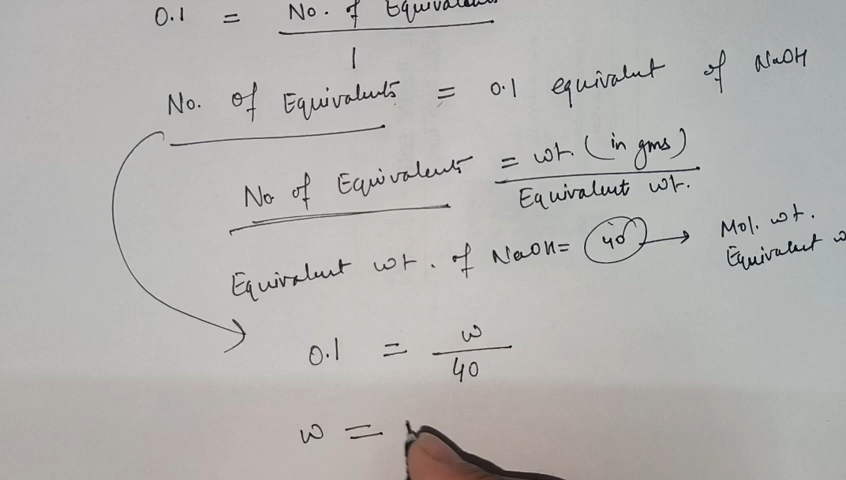 0.1 = No. of Equivalents
1
No. of Equivalents = 0.1 equivalent of NaOH
No of Equivalents = wt. (in gms)
Equivalent wt.
Equivalent wt. of NaOH = 40 → Mol. wt.
Equivalent w
0.1 = w
40
w =